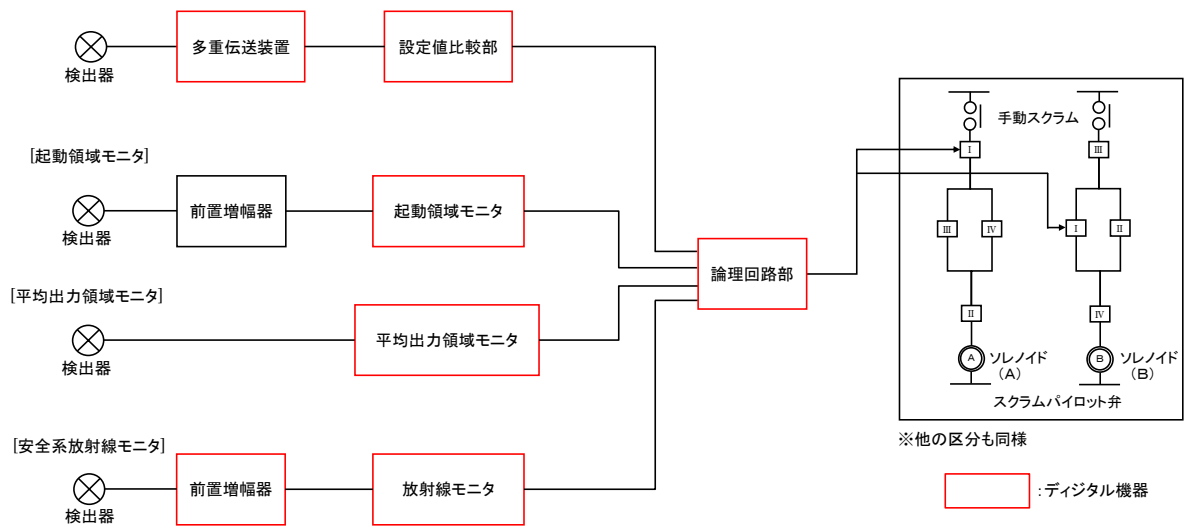 多重伝送装置
設定値比較部
検出器
[起動領域モニタ]
前置増幅器
起動領域モニタ
検出器
[平均出力領域モニタ]
平均出力領域モニタ
検出器
[安全系放射線モニタ]
前置増幅器
放射線モニタ
検出器
論理回路部
手動スクラム
Ⅰ
Ⅲ
Ⅲ
Ⅳ
Ⅰ
Ⅱ
Ⅱ
Ⅳ
A
ソレノイド
(A)
B
ソレノイド
(B)
スクラムパイロット弁
※他の区分も同様
:ディジタル機器